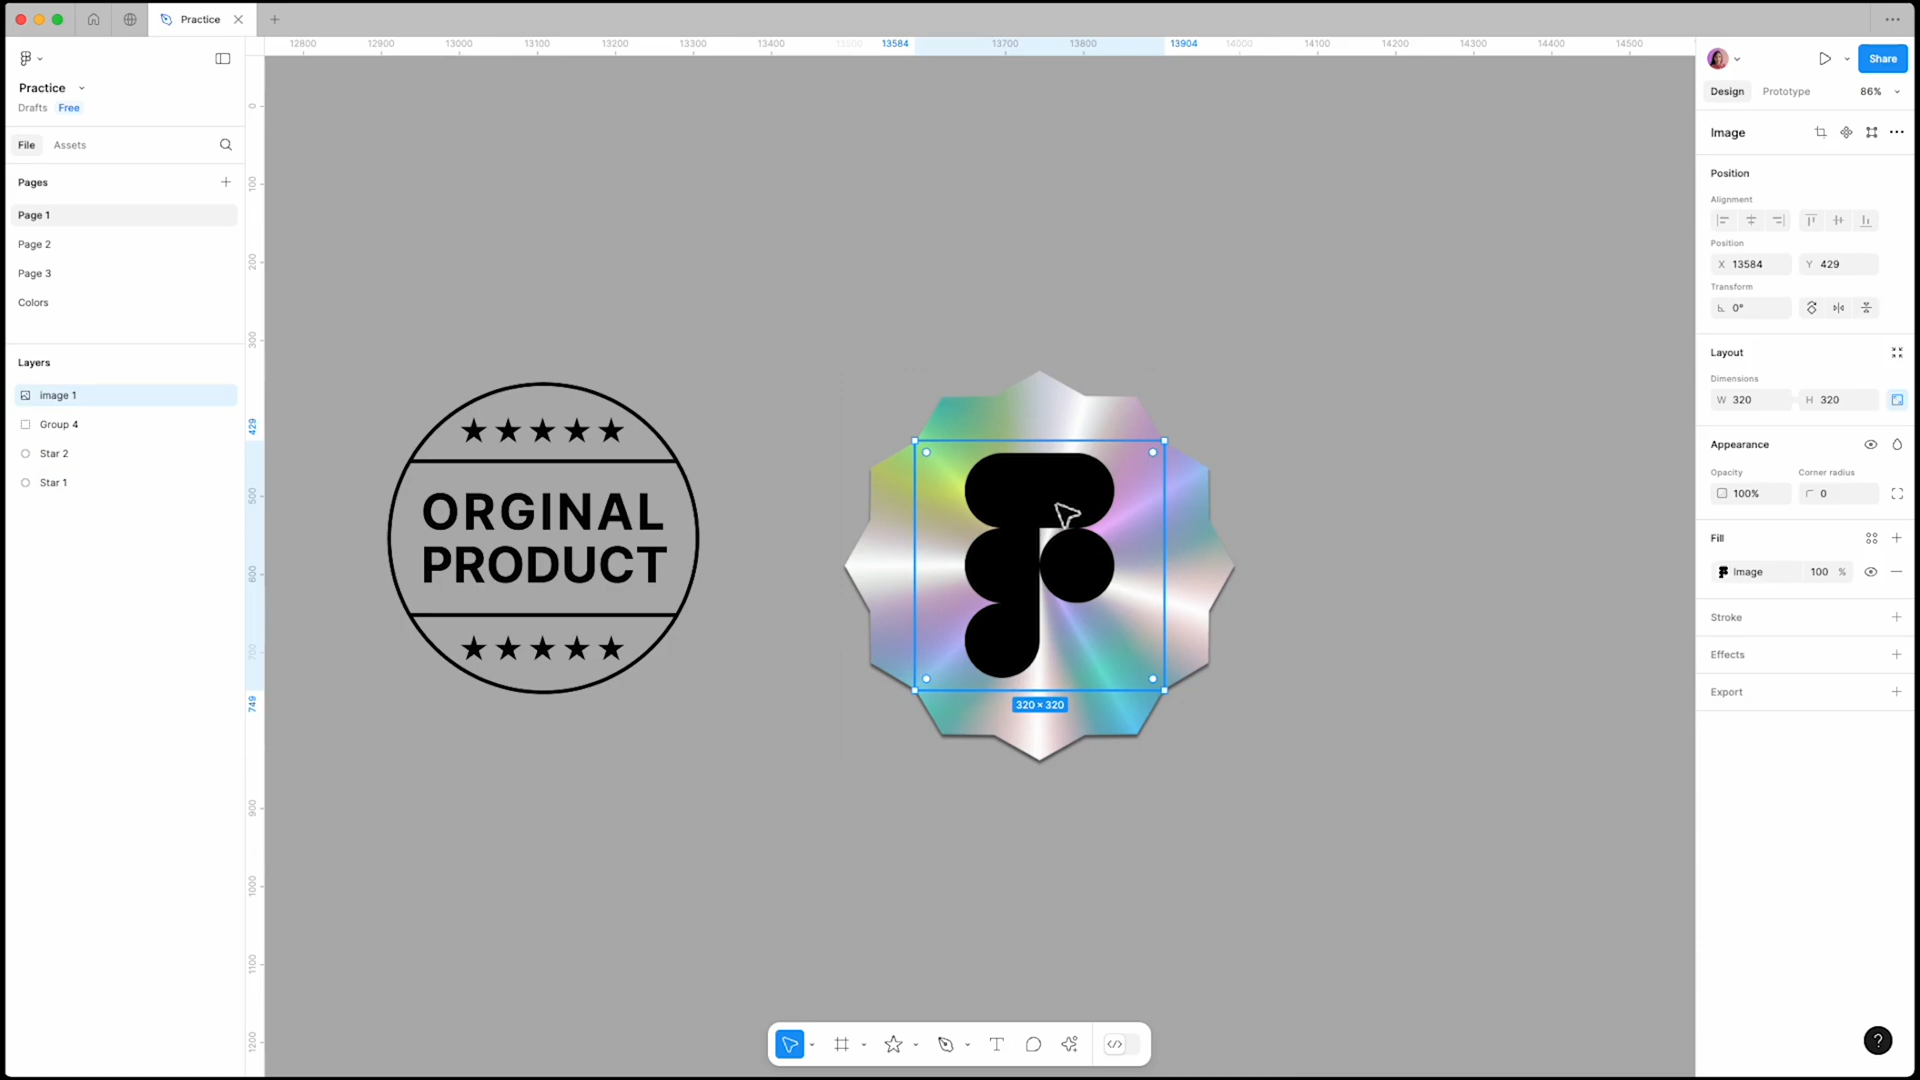 Practice
12800 12900 13000 13100 13200 13300 13400 13500 13584 13700 13800 13904 14000 14100 14200 14300 14400 14500
Practice
Drafts Free
File Assets
Pages
Page 1
Page 2
Page 3
Colors
Layers
image 1
Group 4
Star 2
Star 1
0
100
200
300
429
500
600
700
749
900
1000
1100
1200
ORGINAL
PRODUCT
320 × 320
Share
Design Prototype 86%
Image
Position
Alignment
Position
X 13584 Y 429
Transform
0°
Layout
Dimensions
W 320 H 320
Appearance
Opacity Corner radius
100% 0
Fill
Image 100 %
Stroke
Effects
Export
?